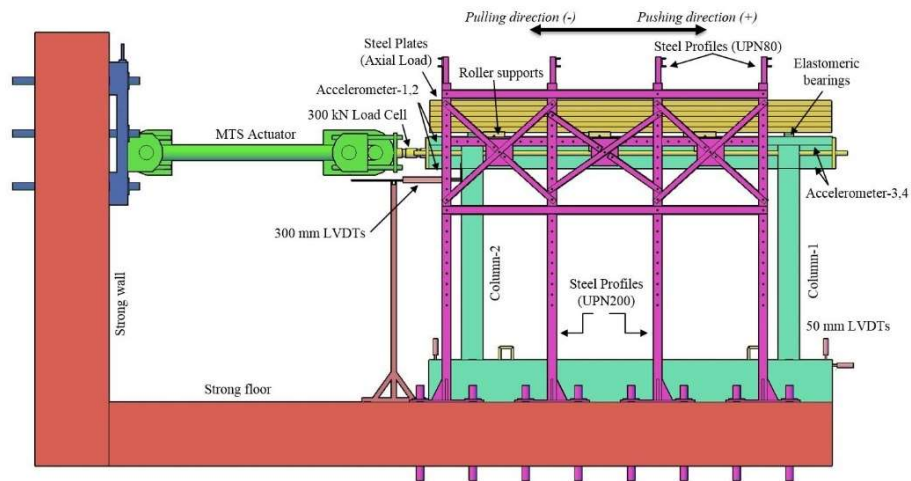 Pulling direction (-)
Pushing direction (+)
Steel Plates
(Axial Load)
Steel Profiles (UPN80)
Elastomeric
bearings
Roller supports
Accelerometer-1,2
300 kN Load Cell
MTS Actuator
Accelerometer-3,4
300 mm LVDTs
Column-2
Column-1
Steel Profiles
(UPN200)
Strong wall
50 mm LVDTs
Strong floor